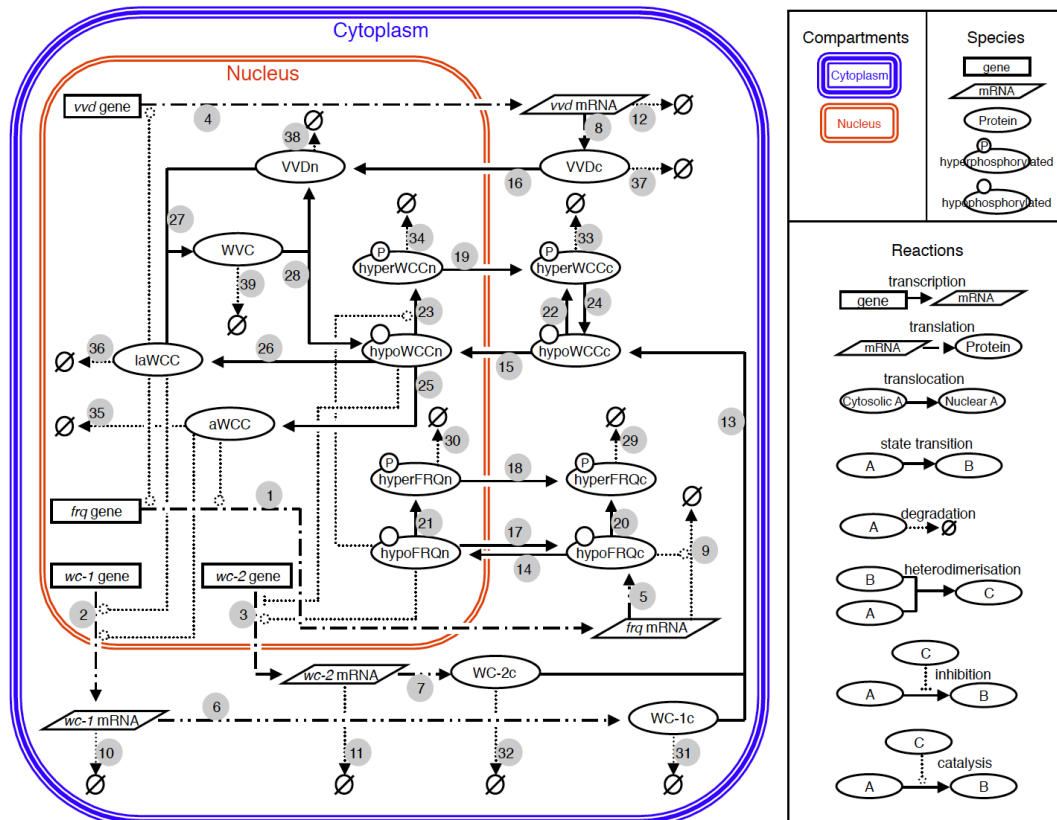 Cytoplasm
Nucleus
vvd gene
4
vvd mRNA
12
Ø
38
Ø
8
VVDn
16
VVDc
37
Ø
27
WVC
28
39
Ø
Ø
34
P
hyperWCCn
19
Ø
33
P
hyperWCCc
23
22
24
Ø
36
laWCC
26
hypoWCCn
15
hypoWCCc
25
13
Ø
35
aWCC
Ø
30
Ø
29
P
hyperFRQn
18
P
hyperFRQc
Ø
frq gene
1
21
17
20
9
hypoFRQn
14
hypoFRQc
wc-1 gene
wc-2 gene
2
3
5
frq mRNA
wc-2 mRNA
7
WC-2c
wc-1 mRNA
6
WC-1c
10
11
32
31
Ø
Ø
Ø
Ø
Compartments
Cytoplasm
Nucleus
Species
gene
mRNA
Protein
P
hyperphosphorylated
hypophosphorylated
Reactions
transcription
gene
mRNA
translation
mRNA
Protein
translocation
Cytosolic A
Nuclear A
state transition
A
B
degradation
A
Ø
heterodimerisation
B
A
C
C
inhibition
A
B
C
catalysis
A
B